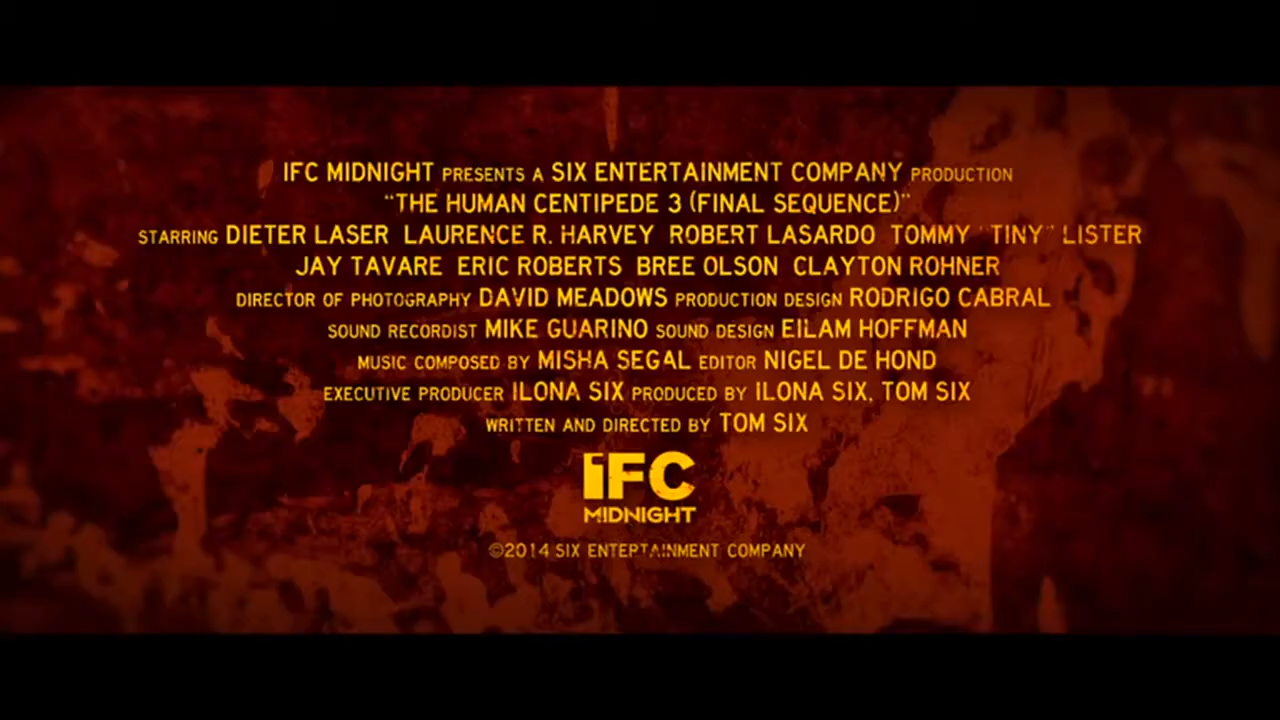 IFC MIDNIGHT PRESENTS A SIX ENTERTAINMENT COMPANY PRODUCTION
"THE HUMAN CENTIPEDE 3 (FINAL SEQUENCE)"
STARRING DIETER LASER LAURENCE R. HARVEY ROBERT LASARDO TOMMY "TINY" LISTER
JAY TAVARE ERIC ROBERTS BREE OLSON CLAYTON ROHNER
DIRECTOR OF PHOTOGRAPHY DAVID MEADOWS PRODUCTION DESIGN RODRIGO CABRAL
SOUND RECORDIST MIKE GUARINO SOUND DESIGN EILAM HOFFMAN
MUSIC COMPOSED BY MISHA SEGAL EDITOR NIGEL DE HOND
EXECUTIVE PRODUCER ILONA SIX PRODUCED BY ILONA SIX, TOM SIX
WRITTEN AND DIRECTED BY TOM SIX
IFC
MIDNIGHT
©2014 SIX ENTERTAINMENT COMPANY